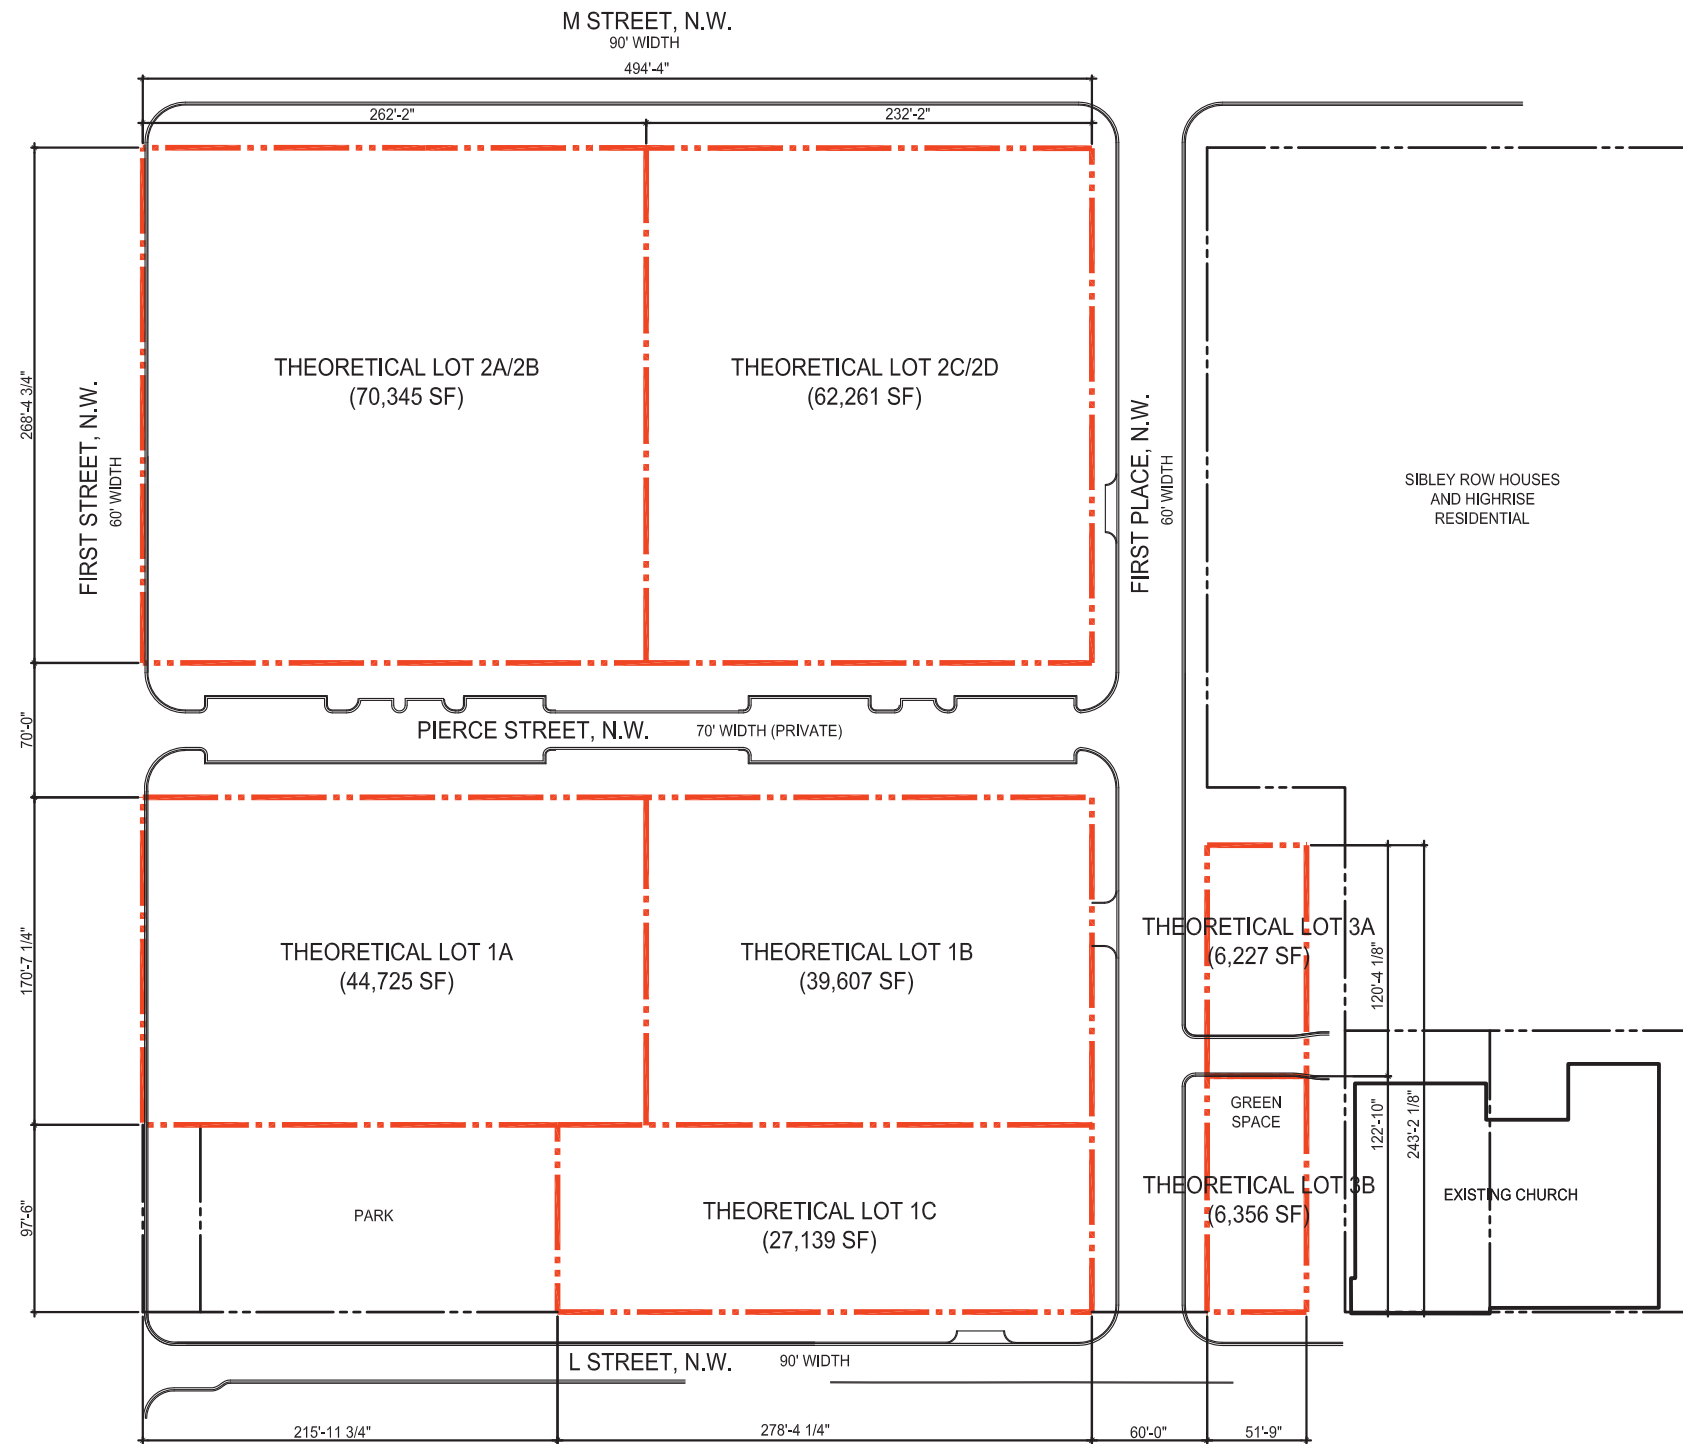 M STREET, N.W.
90' WIDTH
494'-4"
262'-2"
232'-2"
THEORETICAL LOT 2A/2B
(70,345 SF)
THEORETICAL LOT 2C/2D
(62,261 SF)
268'-4 3/4"
FIRST STREET, N.W.
60' WIDTH
FIRST PLACE, N.W.
60' WIDTH
SIBLEY ROW HOUSES
AND HIGHRISE
RESIDENTIAL
70'-0"
PIERCE STREET, N.W.
70' WIDTH (PRIVATE)
170'-7 1/4"
THEORETICAL LOT 1A
(44,725 SF)
THEORETICAL LOT 1B
(39,607 SF)
THEORETICAL LOT 3A
(6,227 SF)
120'-4 1/8"
GREEN
SPACE
122'-10"
243'-2 1/8"
97'-6"
PARK
THEORETICAL LOT 1C
(27,139 SF)
THEORETICAL LOT 3B
(6,356 SF)
EXISTING CHURCH
L STREET, N.W.
90' WIDTH
215'-11 3/4"
278'-4 1/4"
60'-0"
51'-9"